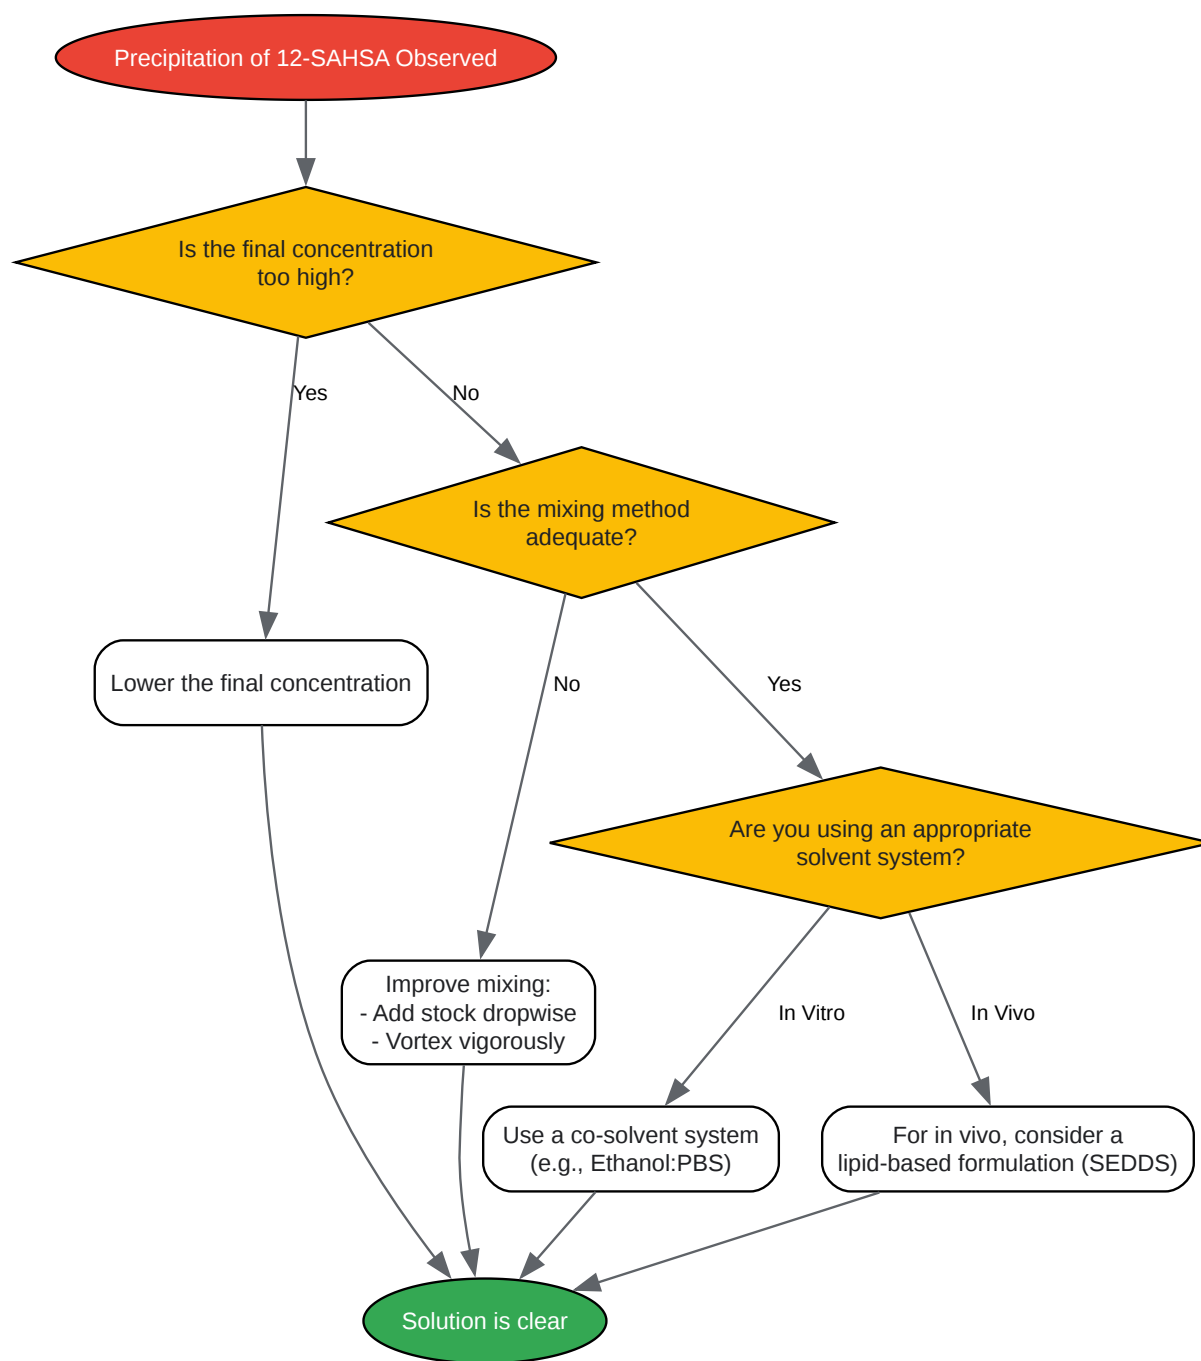 Precipitation of 12-SAHSA Observed
Is the final concentration
too high?
Yes
No
Is the mixing method
adequate?
Lower the final concentration
No
Yes
Are you using an appropriate
solvent system?
Improve mixing:
- Add stock dropwise
- Vortex vigorously
In Vitro
In Vivo
Use a co-solvent system
(e.g., Ethanol:PBS)
For in vivo, consider a
lipid-based formulation (SEDDS)
Solution is clear